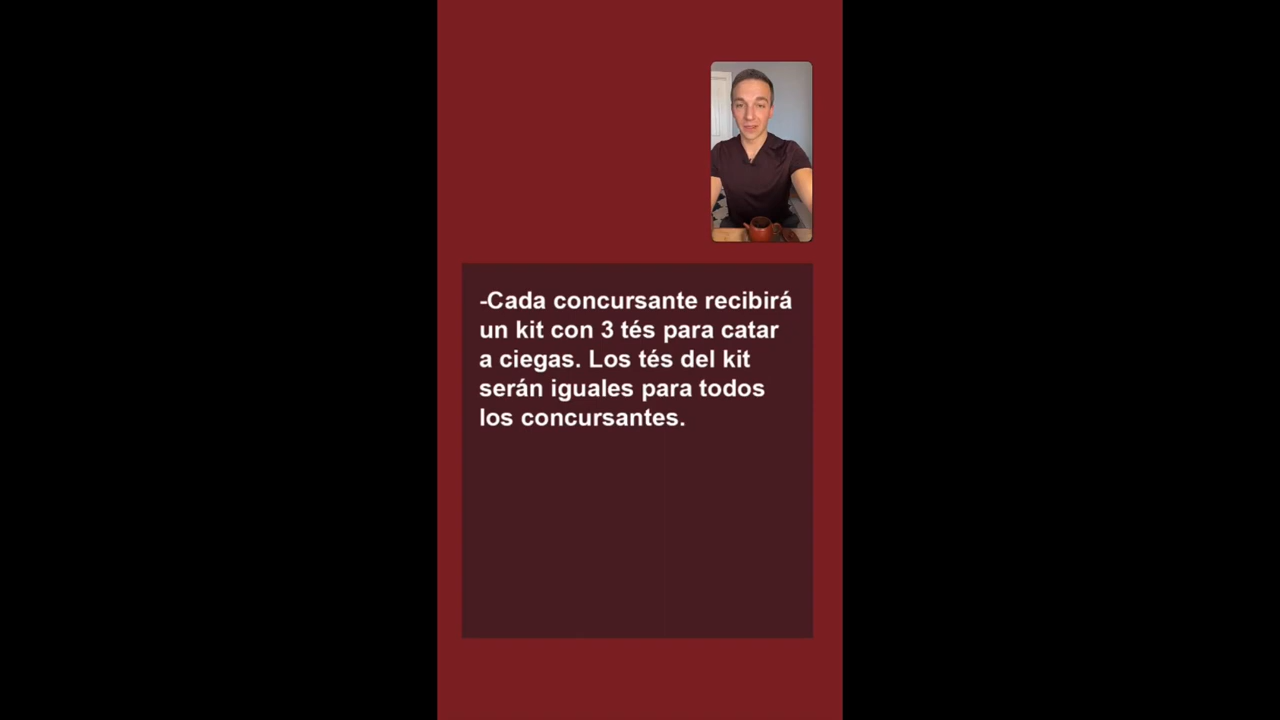 -Cada concursante recibirá
un kit con 3 tés para catar
a ciegas. Los tés del kit
serán iguales para todos
los concursantes.